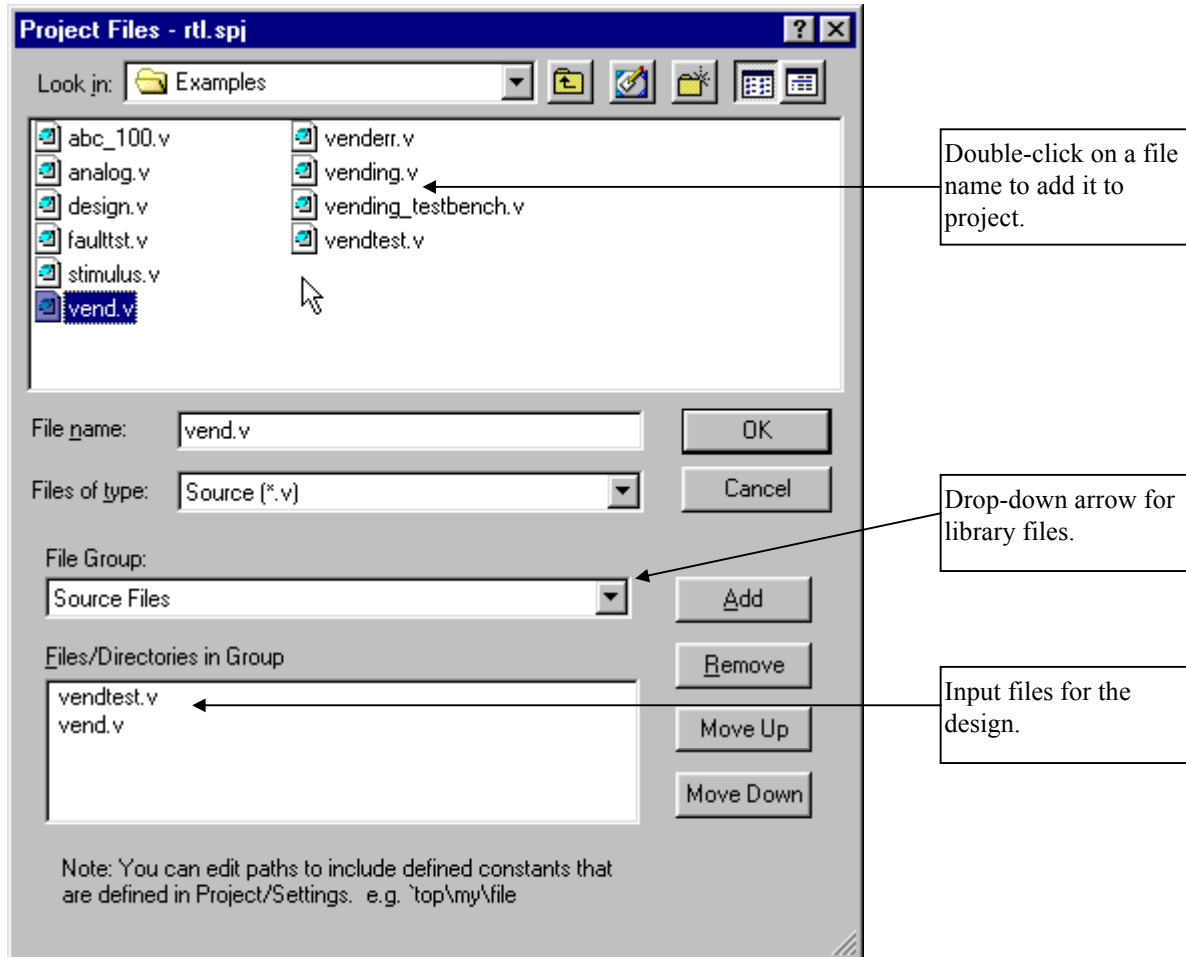 Project Files - rtl.spj
Look in: Examples
abc_100.v
analog.v
design.v
faulttst.v
stimulus.v
vend.v
venderr.v
vending.v
vending_testbench.v
vendtest.v
Double-click on a file
name to add it to
project.
File name: vend.v
OK
Files of type: Source (*.v)
Cancel
Drop-down arrow for
library files.
File Group:
Source Files
Add
Files/Directories in Group
Remove
vendtest.v
vend.v
Input files for the
design.
Move Up
Move Down
Note: You can edit paths to include defined constants that
are defined in Project/Settings. e.g. `top\my\file